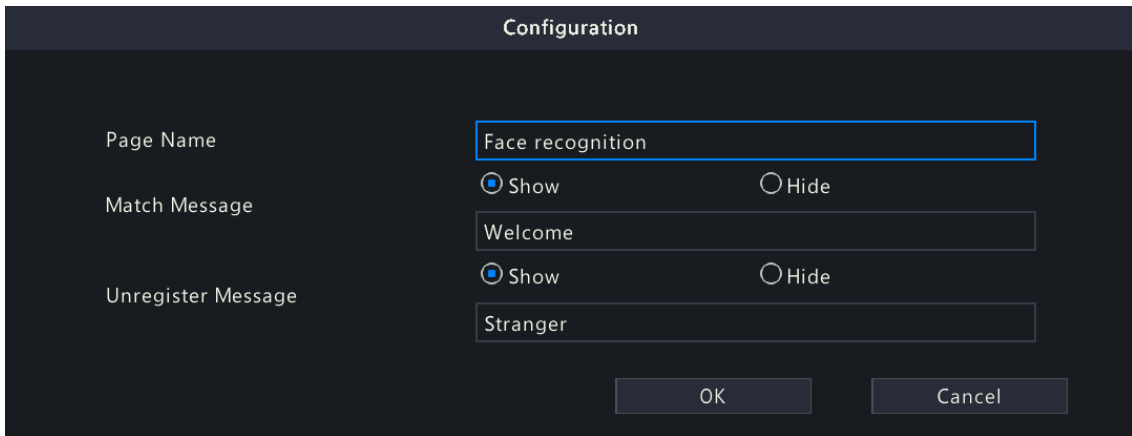 Configuration
Page Name
Face recognition
Show Hide
Match Message
Welcome
Show Hide
Unregister Message
Stranger
OK Cancel